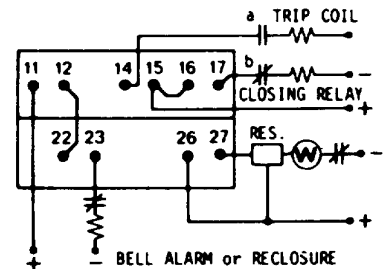 a TRIP COIL
11 12 14 15 16 17 b
−
CLOSING RELAY
+
22 23 26 27 RES.
W −
+
+ − BELL ALARM or RECLOSURE